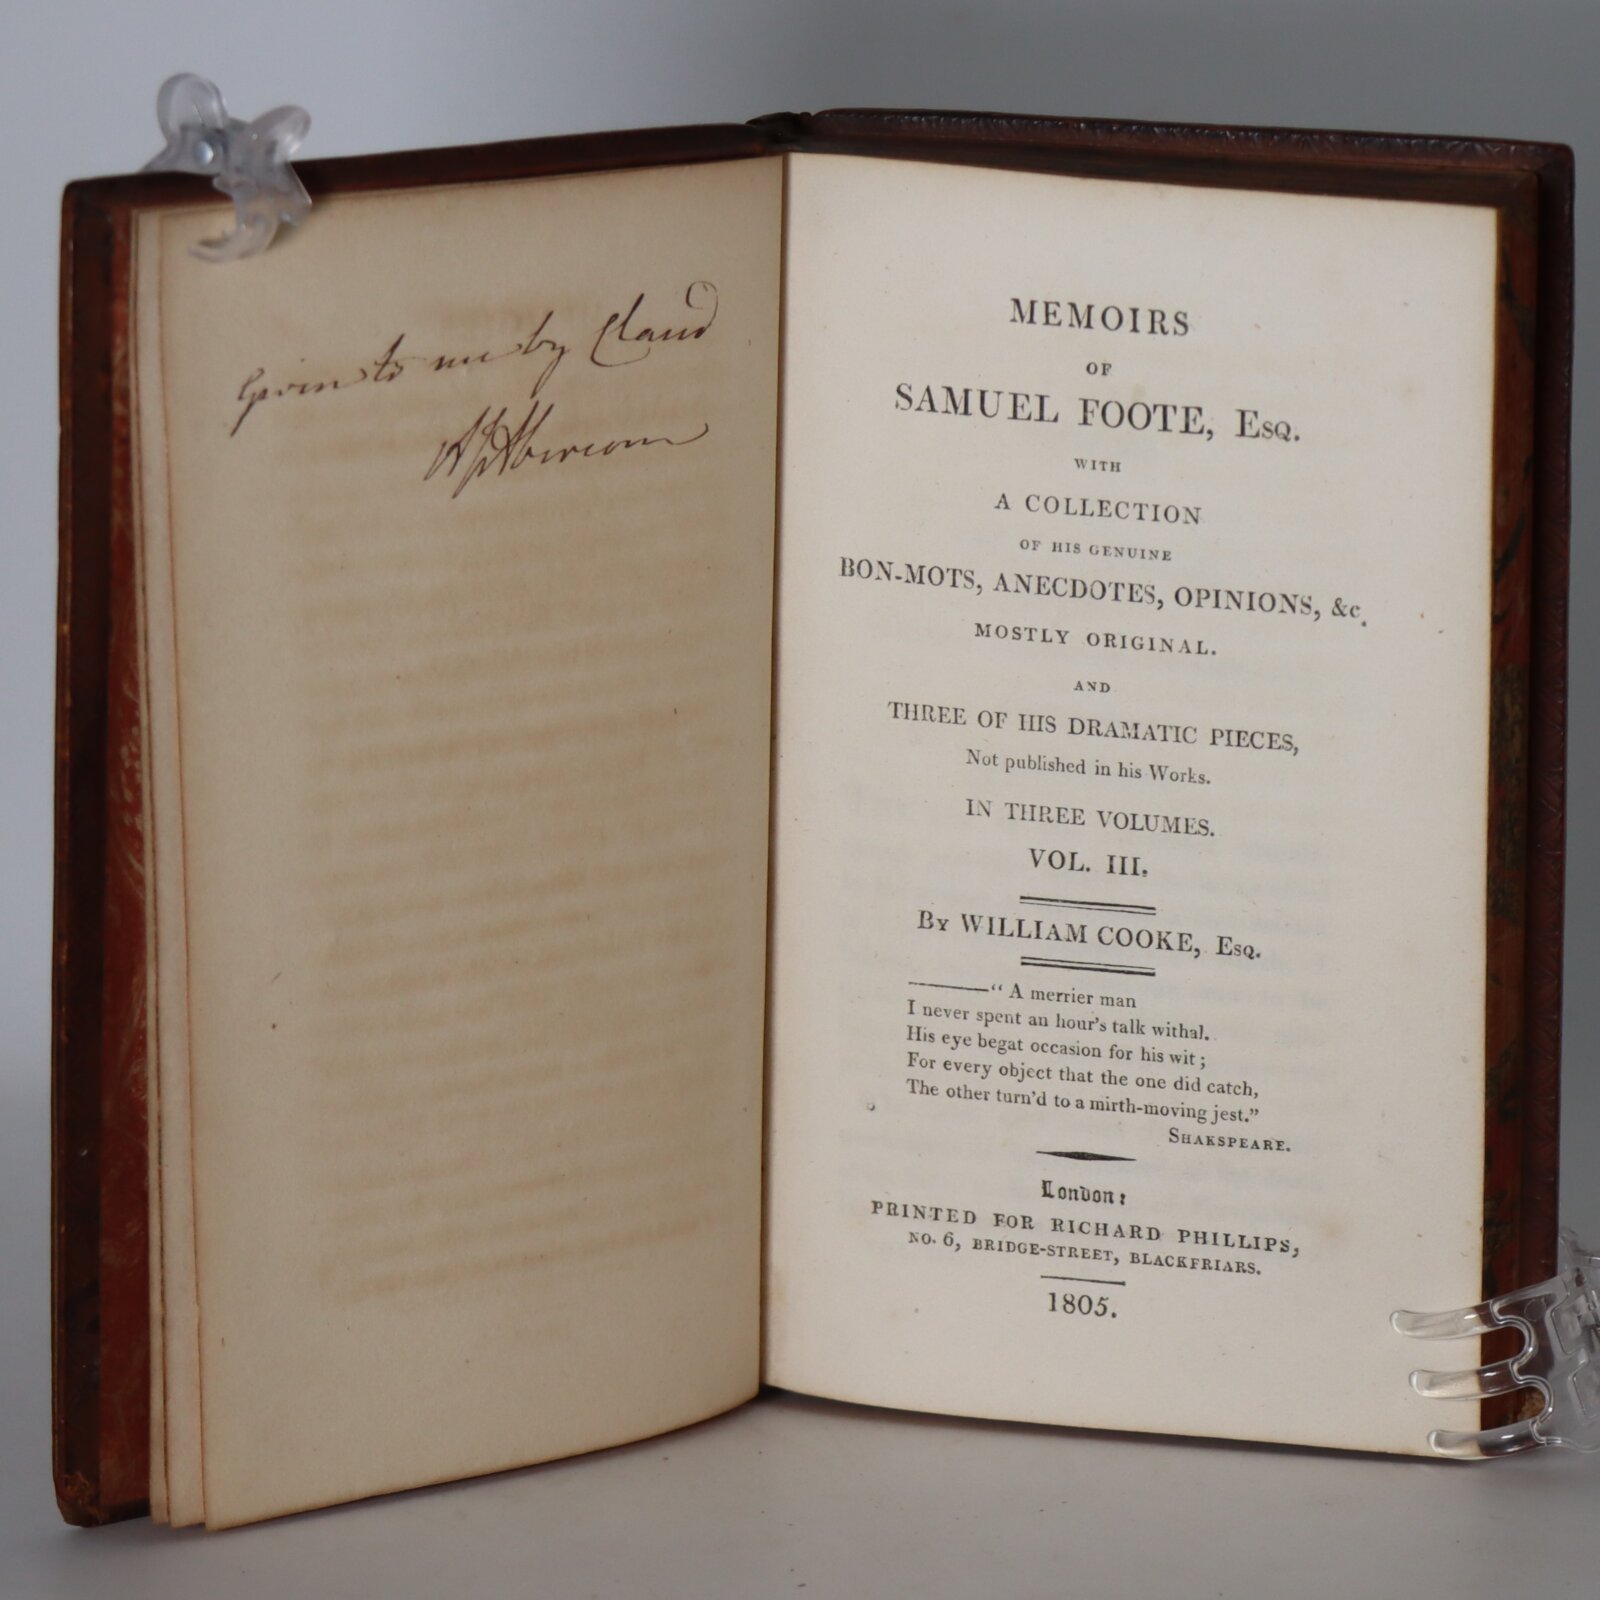 Given to me by Claud
MEMOIRS
OF
SAMUEL FOOTE, Esq.
WITH
A COLLECTION
OF HIS GENUINE
BON-MOTS, ANECDOTES, OPINIONS, &c.
MOSTLY ORIGINAL.
AND
THREE OF HIS DRAMATIC PIECES,
Not published in his Works.
IN THREE VOLUMES.
VOL. III.
By WILLIAM COOKE, Esq.
“ A merrier man
I never spent an hour's talk withal.
His eye begat occasion for his wit ;
For every object that the one did catch,
The other turn'd to a mirth-moving jest.”
SHAKSPEARE.
London:
PRINTED FOR RICHARD PHILLIPS,
NO. 6, BRIDGE-STREET, BLACKFRIARS.
1805.